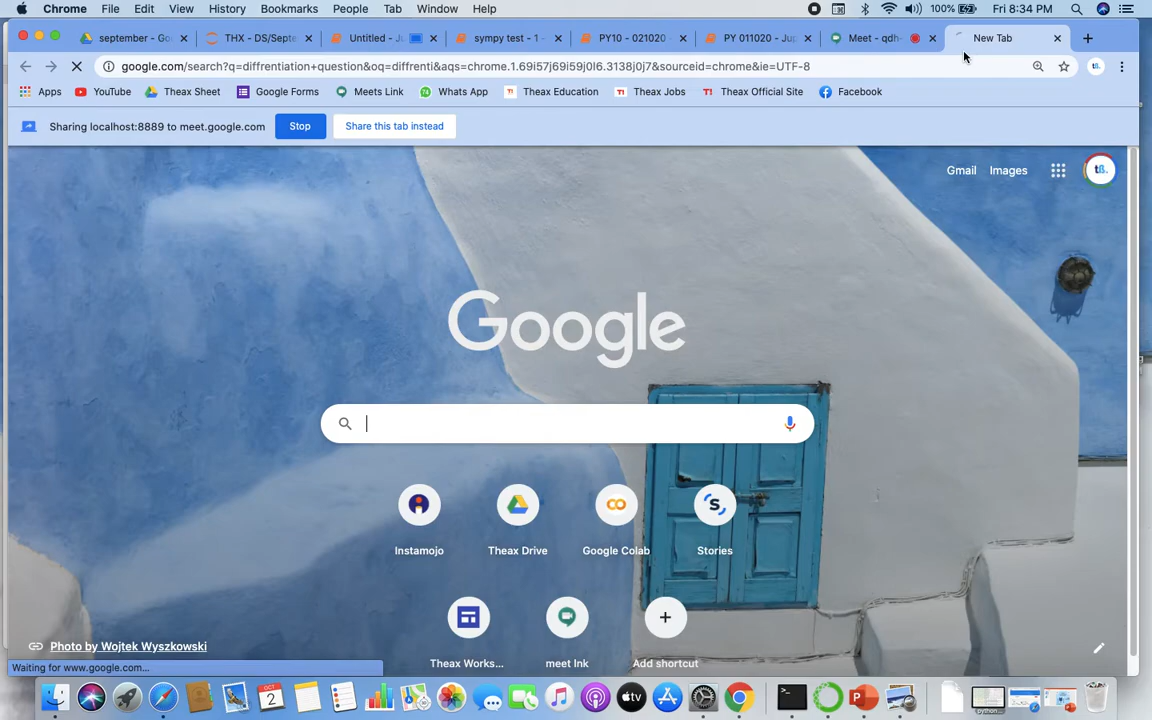 Chrome File Edit View History Bookmarks People Tab Window Help 100% Fri 8:34 PM
september - Go THX - DS/Septe Untitled - Ju sympy test - 1 - PY10 - 021020 - PY 011020 - Jup Meet - qdh- New Tab
google.com/search?q=diffrentiation+question&oq=diffrenti&aqs=chrome.1.69i57j69i59j0l6.3138j0j7&sourceid=chrome&ie=UTF-8
Apps YouTube Theax Sheet Google Forms Meets Link Whats App Theax Education Theax Jobs Theax Official Site Facebook
Sharing localhost:8889 to meet.google.com Stop Share this tab instead
Gmail Images tß.
Google
Instamojo Theax Drive Google Colab Stories
Theax Works... meet lnk Add shortcut
Photo by Wojtek Wyszkowski
Waiting for www.google.com...